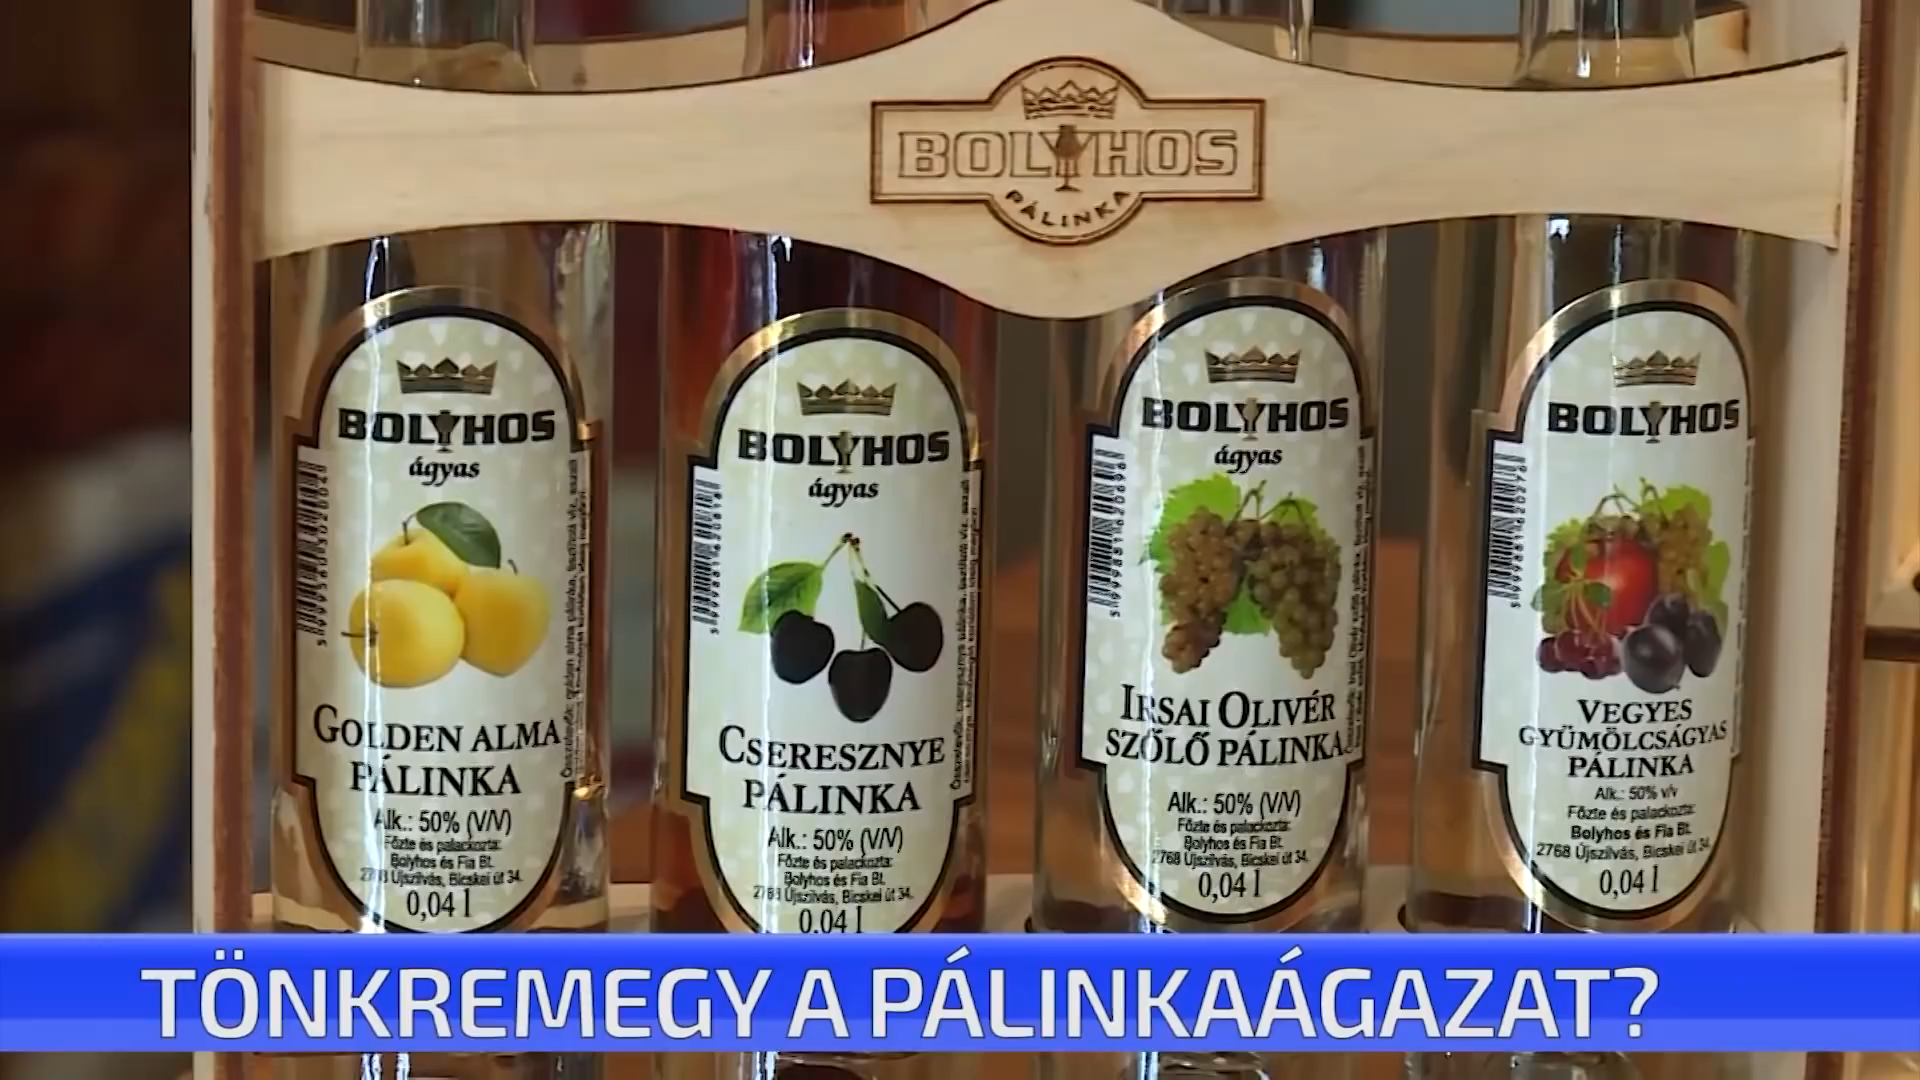 BOLYHOS
PÁLINKA
BOLYHOS
ágyas
GOLDEN ALMA
PÁLINKA
Alk.: 50% (V/V)
Főzte és palackozta:
Bolyhos és Fia Bt.
2768 Újszilvás, Bicskei út 34.
0,04 l
BOLYHOS
ágyas
CSERESZNYE
PÁLINKA
Alk.: 50% (V/V)
Főzte és palackozta:
Bolyhos és Fia Bt.
2768 Újszilvás, Bicskei út 34.
0,04 l
BOLYHOS
ágyas
IRSAI OLIVÉR
SZŐLŐ PÁLINKA
Alk.: 50% (V/V)
Főzte és palackozta:
Bolyhos és Fia Bt.
2768 Újszilvás, Bicskei út 34.
0,04 l
BOLYHOS
VEGYES
GYÜMÖLCSÁGYAS
PÁLINKA
Alk.: 50% v/v
Főzte és palackozta:
Bolyhos és Fia Bt.
2768 Újszilvás, Bicskei út 34.
0,04 l
TÖNKREMEGY A PÁLINKAÁGAZAT?